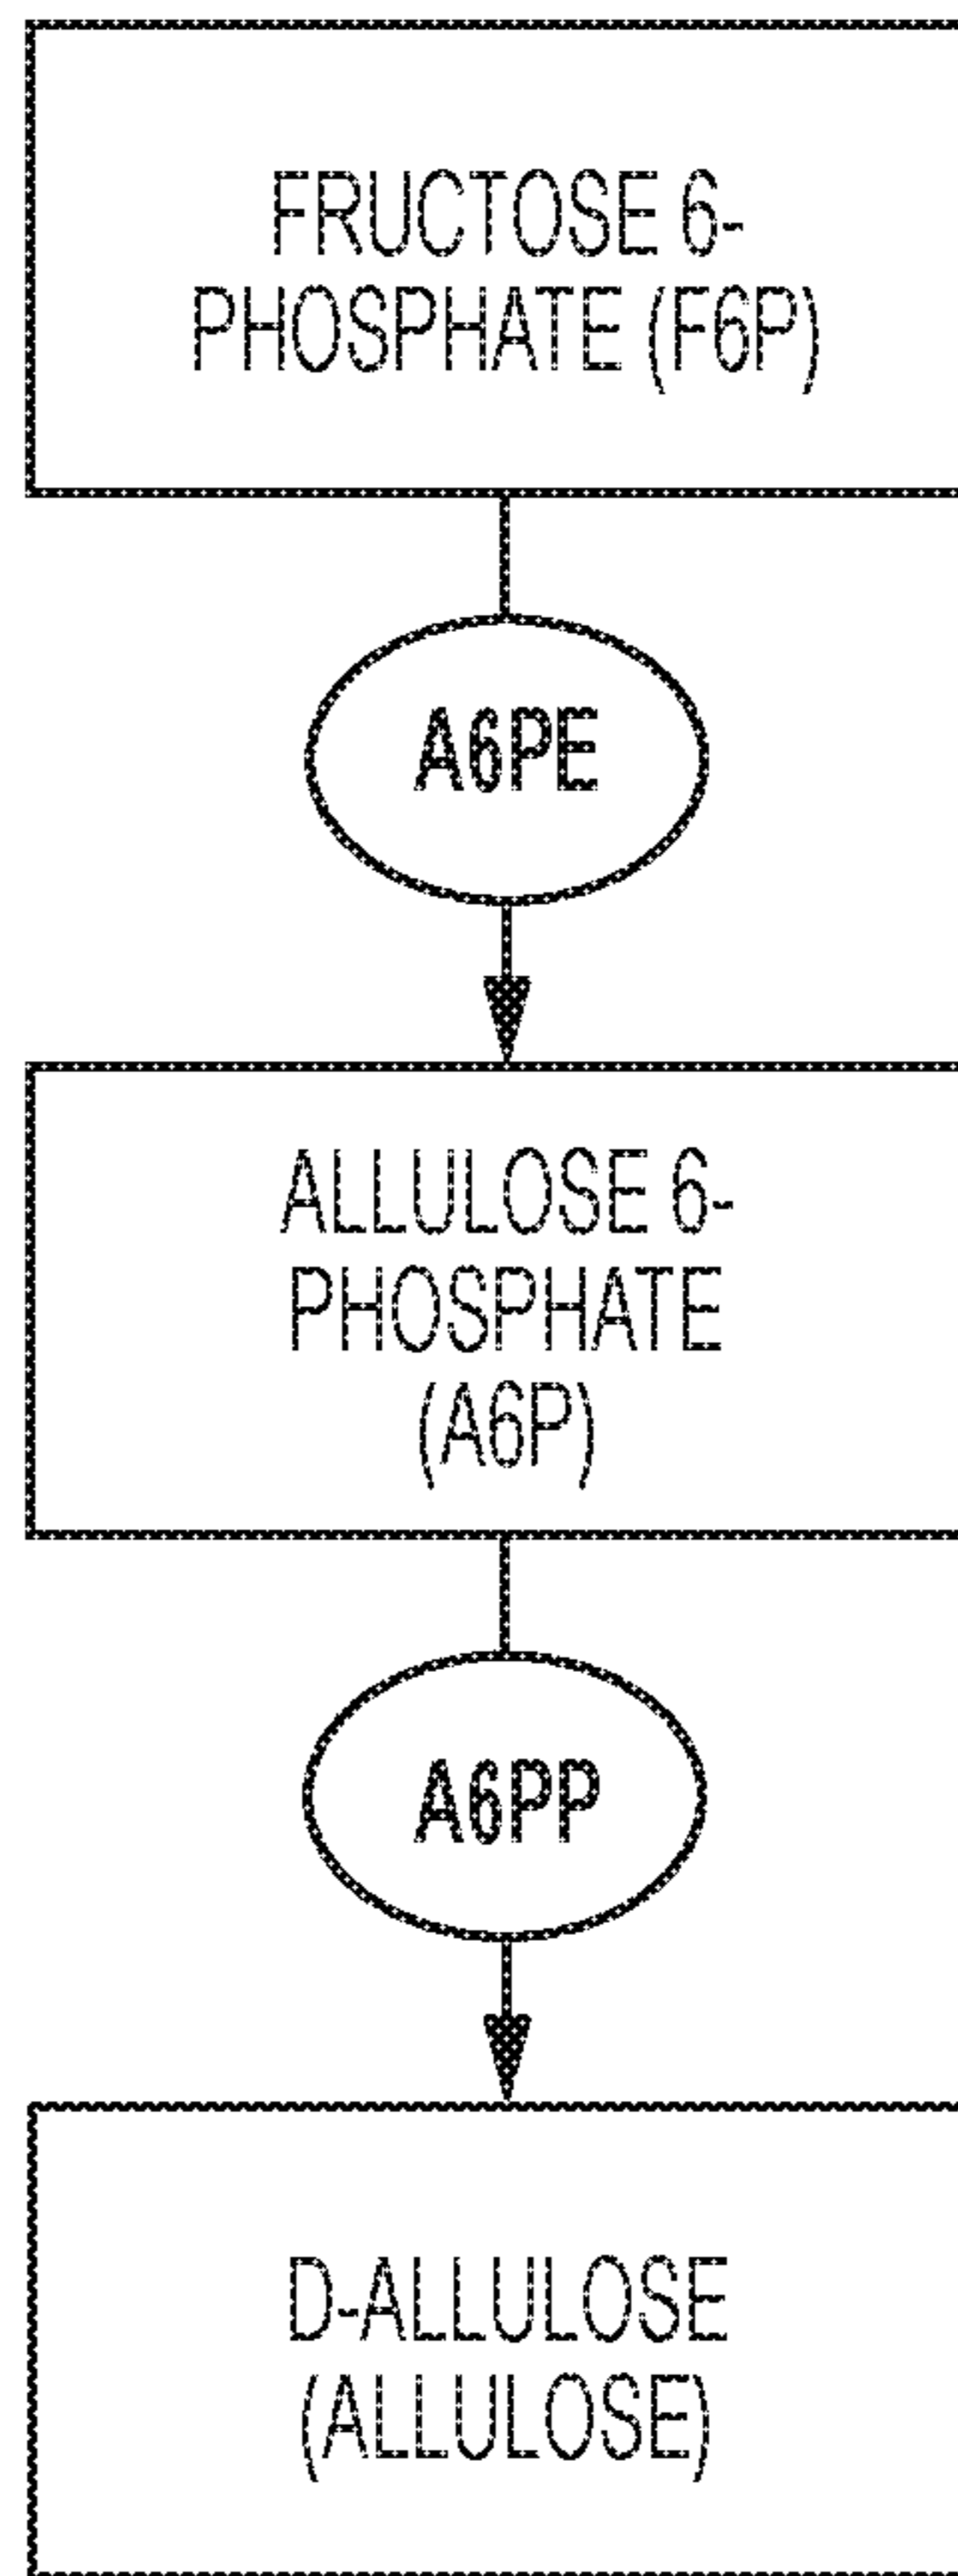 FRUCTOSE 6-
PHOSPHATE (F6P)
A6PE
ALLULOSE 6-
PHOSPHATE
(A6P)
A6PP
D-ALLULOSE
(ALLULOSE)